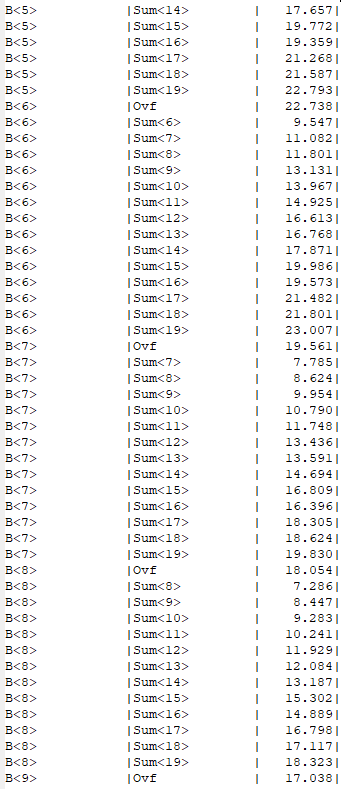 B<5> |Sum<14> | 17.657|
B<5> |Sum<15> | 19.772|
B<5> |Sum<16> | 19.359|
B<5> |Sum<17> | 21.268|
B<5> |Sum<18> | 21.587|
B<5> |Sum<19> | 22.793|
B<6> |Ovf | 22.738|
B<6> |Sum<6> | 9.547|
B<6> |Sum<7> | 11.082|
B<6> |Sum<8> | 11.801|
B<6> |Sum<9> | 13.131|
B<6> |Sum<10> | 13.967|
B<6> |Sum<11> | 14.925|
B<6> |Sum<12> | 16.613|
B<6> |Sum<13> | 16.768|
B<6> |Sum<14> | 17.871|
B<6> |Sum<15> | 19.986|
B<6> |Sum<16> | 19.573|
B<6> |Sum<17> | 21.482|
B<6> |Sum<18> | 21.801|
B<6> |Sum<19> | 23.007|
B<7> |Ovf | 19.561|
B<7> |Sum<7> | 7.785|
B<7> |Sum<8> | 8.624|
B<7> |Sum<9> | 9.954|
B<7> |Sum<10> | 10.790|
B<7> |Sum<11> | 11.748|
B<7> |Sum<12> | 13.436|
B<7> |Sum<13> | 13.591|
B<7> |Sum<14> | 14.694|
B<7> |Sum<15> | 16.809|
B<7> |Sum<16> | 16.396|
B<7> |Sum<17> | 18.305|
B<7> |Sum<18> | 18.624|
B<7> |Sum<19> | 19.830|
B<8> |Ovf | 18.054|
B<8> |Sum<8> | 7.286|
B<8> |Sum<9> | 8.447|
B<8> |Sum<10> | 9.283|
B<8> |Sum<11> | 10.241|
B<8> |Sum<12> | 11.929|
B<8> |Sum<13> | 12.084|
B<8> |Sum<14> | 13.187|
B<8> |Sum<15> | 15.302|
B<8> |Sum<16> | 14.889|
B<8> |Sum<17> | 16.798|
B<8> |Sum<18> | 17.117|
B<8> |Sum<19> | 18.323|
B<9> |Ovf | 17.038|